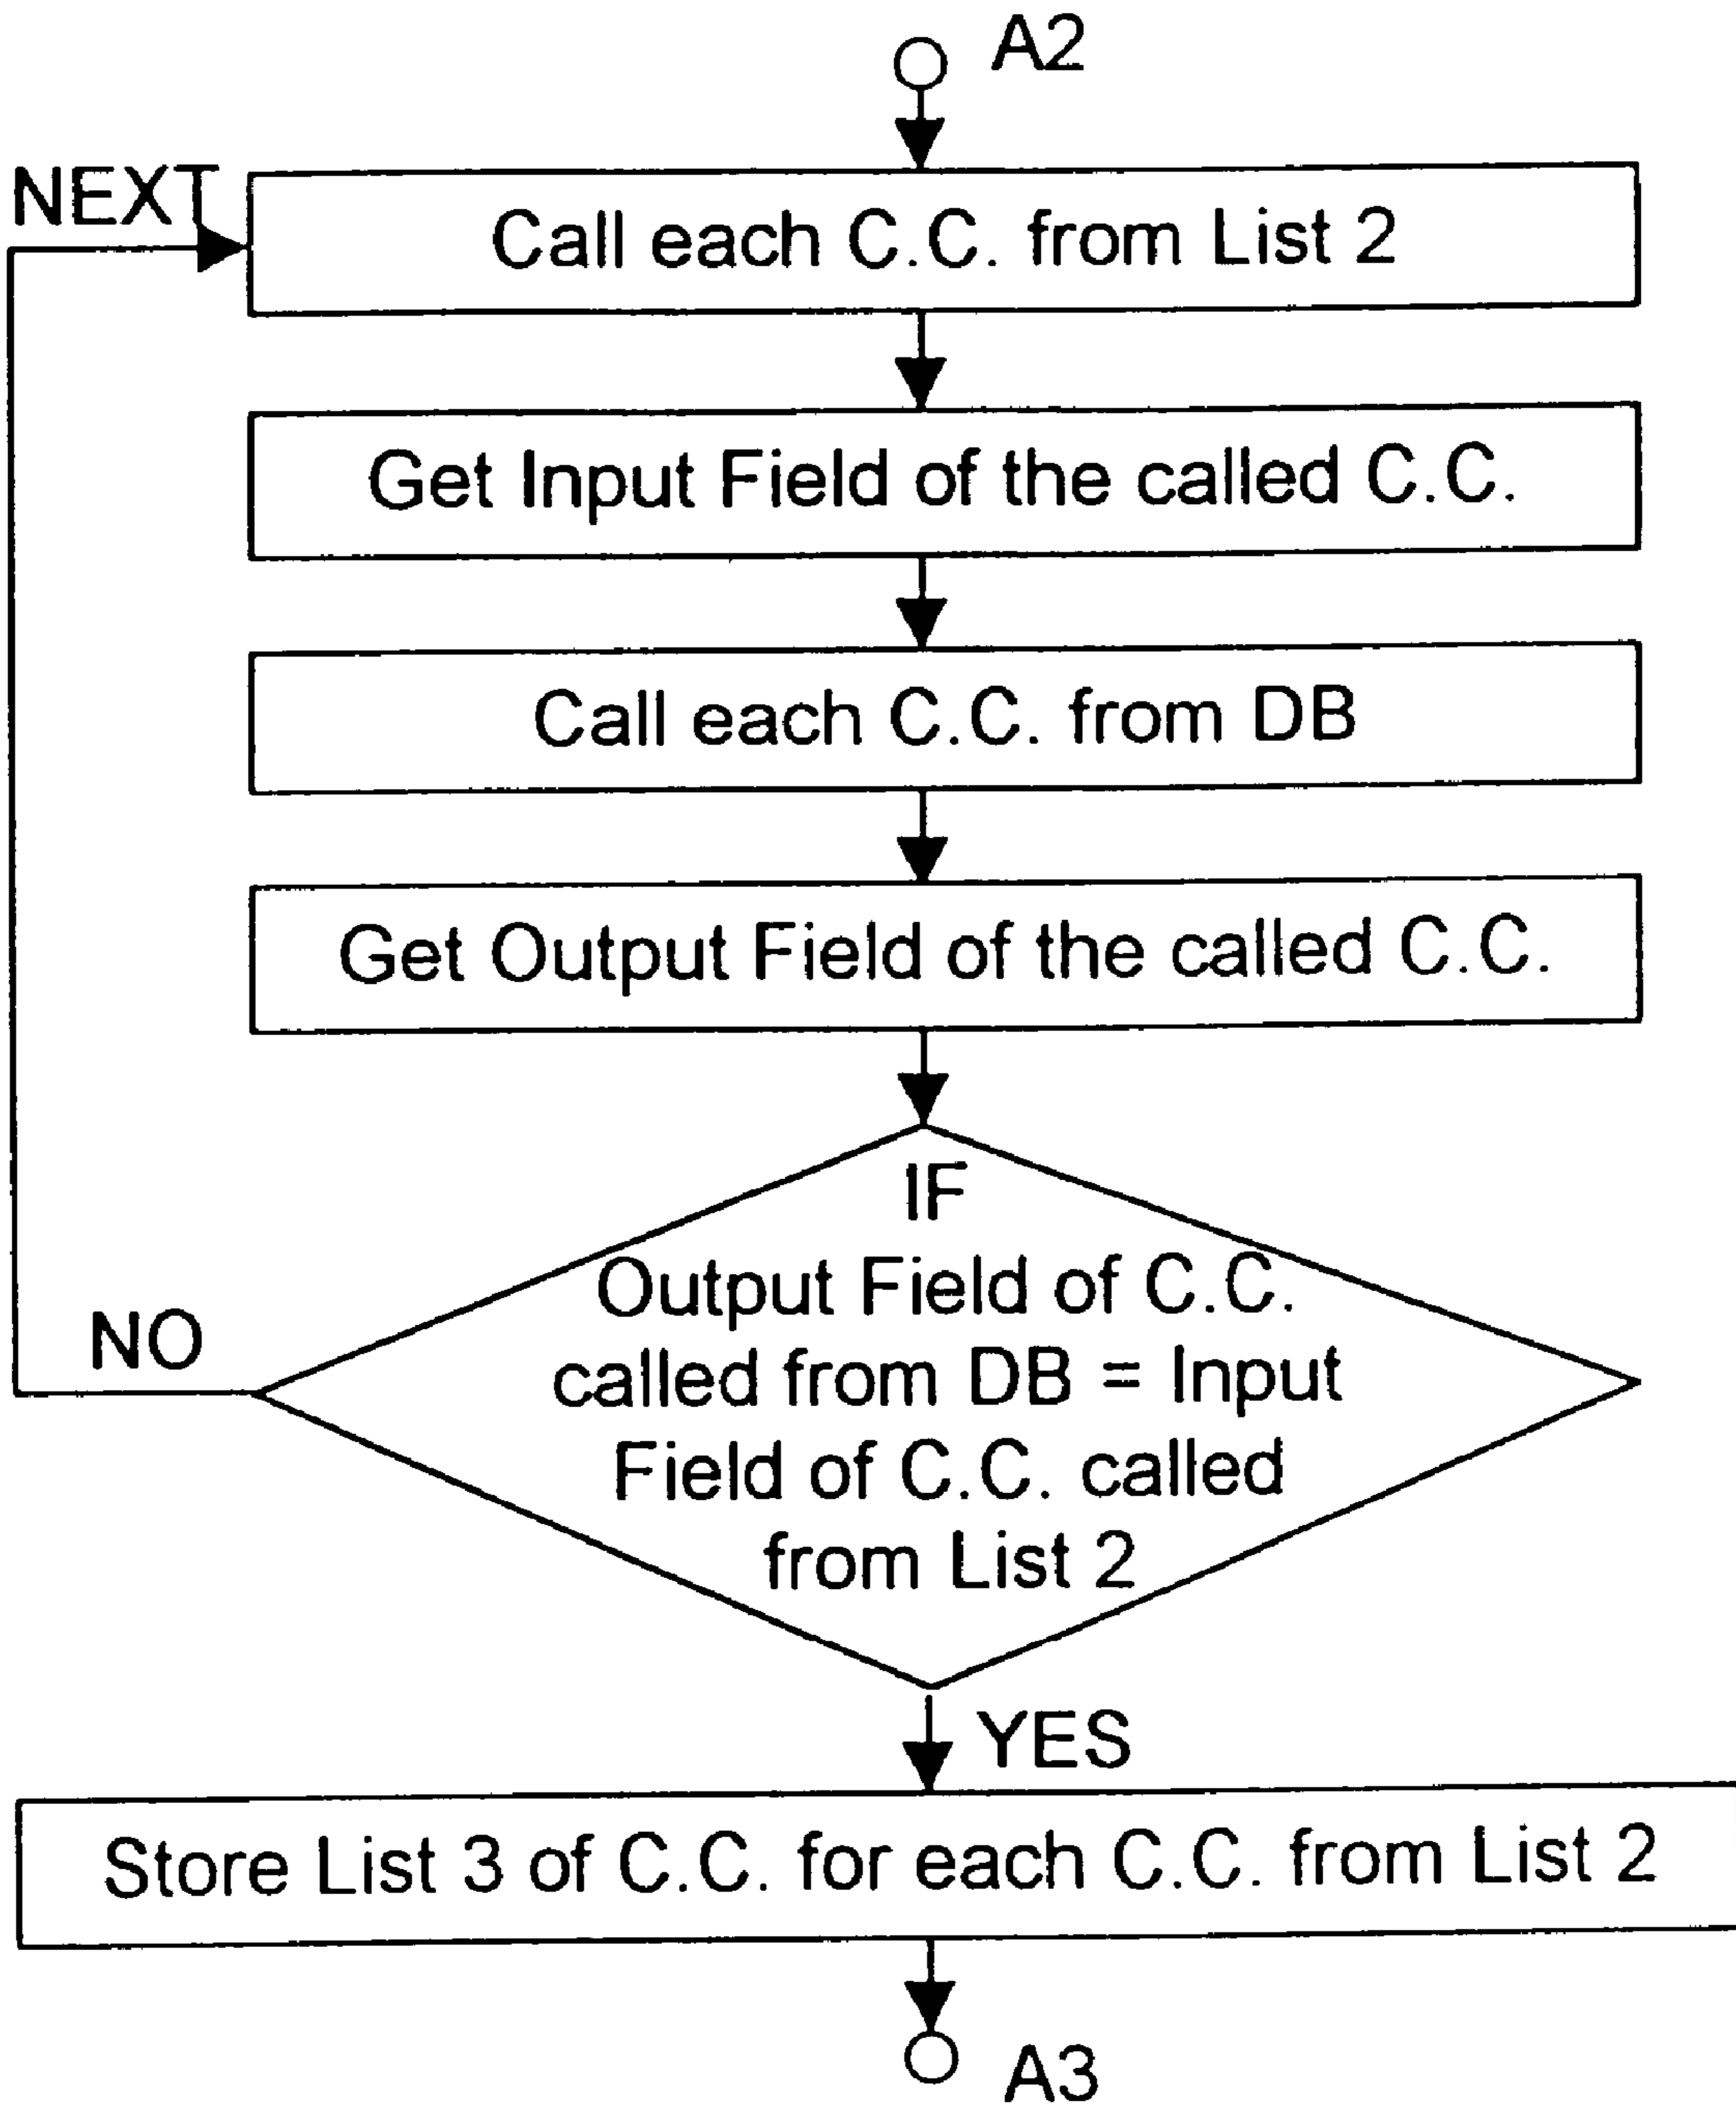 A2
NEXT
Call each C.C. from List 2
Get Input Field of the called C.C.
Call each C.C. from DB
Get Output Field of the called C.C.
IF
Output Field of C.C.
called from DB = Input
Field of C.C. called
from List 2
NO
YES
Store List 3 of C.C. for each C.C. from List 2
A3